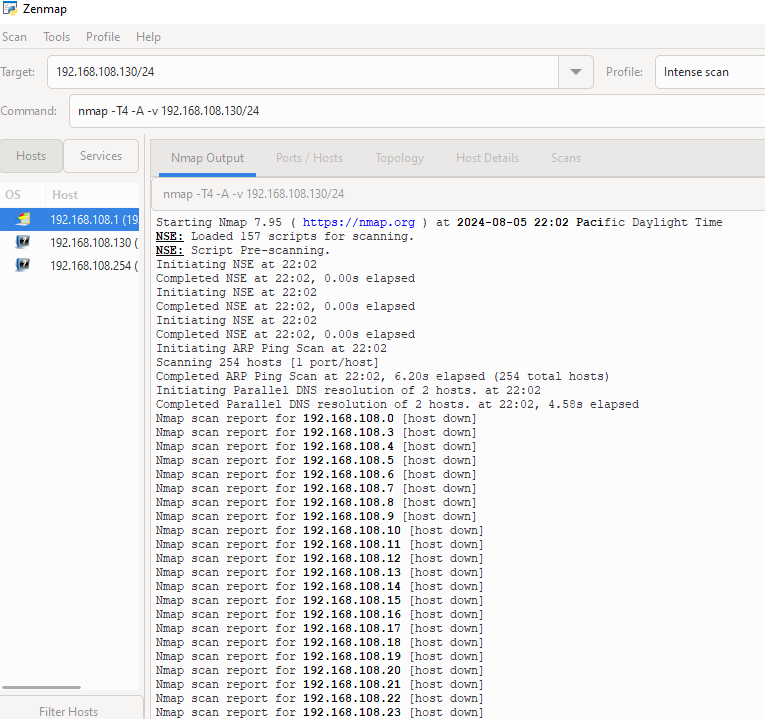 Zenmap
Scan Tools Profile Help
Target: 192.168.108.130/24 Profile: Intense scan
Command: nmap -T4 -A -v 192.168.108.130/24
Hosts Services Nmap Output Ports / Hosts Topology Host Details Scans
OS Host nmap -T4 -A -v 192.168.108.130/24
192.168.108.1 (19
192.168.108.130 (
192.168.108.254 (
Starting Nmap 7.95 ( https://nmap.org ) at 2024-08-05 22:02 Pacific Daylight Time
NSE: Loaded 157 scripts for scanning.
NSE: Script Pre-scanning.
Initiating NSE at 22:02
Completed NSE at 22:02, 0.00s elapsed
Initiating NSE at 22:02
Completed NSE at 22:02, 0.00s elapsed
Initiating NSE at 22:02
Completed NSE at 22:02, 0.00s elapsed
Initiating ARP Ping Scan at 22:02
Scanning 254 hosts [1 port/host]
Completed ARP Ping Scan at 22:02, 6.20s elapsed (254 total hosts)
Initiating Parallel DNS resolution of 2 hosts. at 22:02
Completed Parallel DNS resolution of 2 hosts. at 22:02, 4.58s elapsed
Nmap scan report for 192.168.108.0 [host down]
Nmap scan report for 192.168.108.3 [host down]
Nmap scan report for 192.168.108.4 [host down]
Nmap scan report for 192.168.108.5 [host down]
Nmap scan report for 192.168.108.6 [host down]
Nmap scan report for 192.168.108.7 [host down]
Nmap scan report for 192.168.108.8 [host down]
Nmap scan report for 192.168.108.9 [host down]
Nmap scan report for 192.168.108.10 [host down]
Nmap scan report for 192.168.108.11 [host down]
Nmap scan report for 192.168.108.12 [host down]
Nmap scan report for 192.168.108.13 [host down]
Nmap scan report for 192.168.108.14 [host down]
Nmap scan report for 192.168.108.15 [host down]
Nmap scan report for 192.168.108.16 [host down]
Nmap scan report for 192.168.108.17 [host down]
Nmap scan report for 192.168.108.18 [host down]
Nmap scan report for 192.168.108.19 [host down]
Nmap scan report for 192.168.108.20 [host down]
Nmap scan report for 192.168.108.21 [host down]
Nmap scan report for 192.168.108.22 [host down]
Nmap scan report for 192.168.108.23 [host down]
Filter Hosts